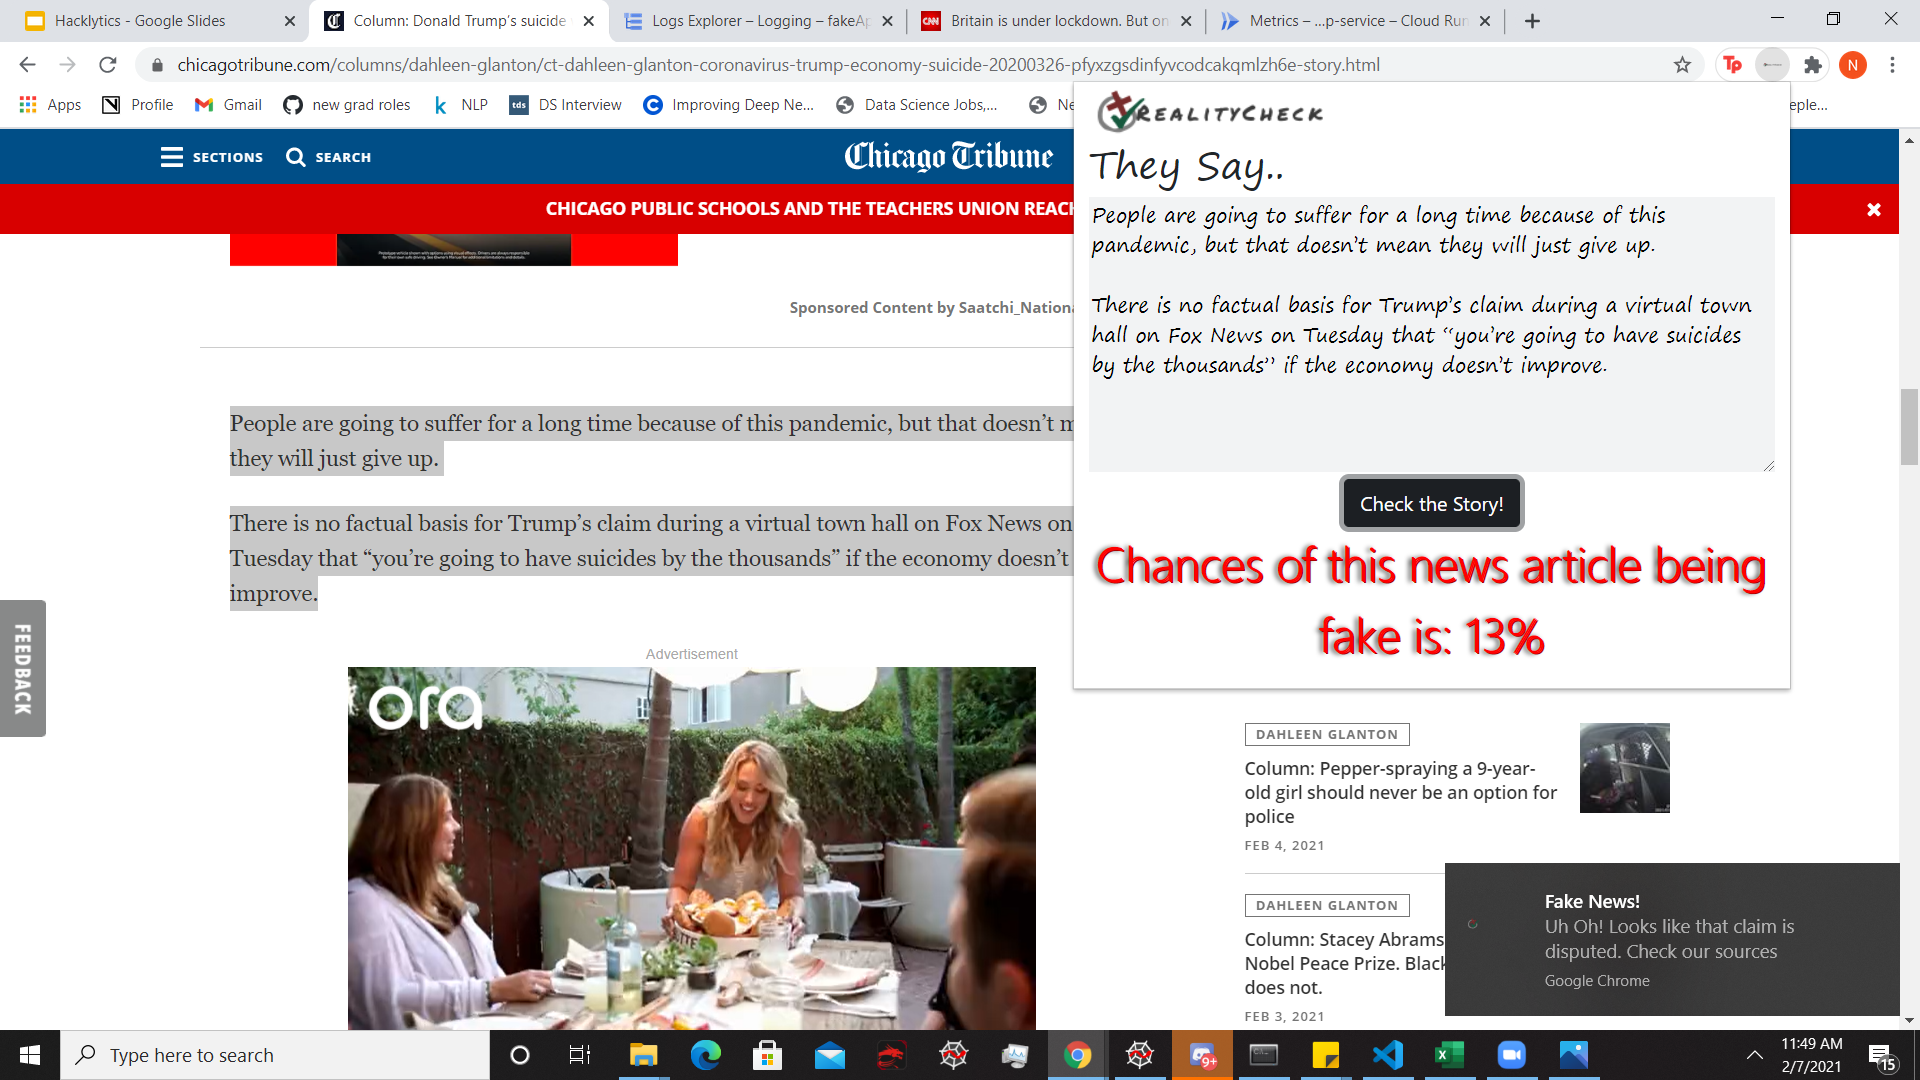 Hacklytics - Google Slides
Column: Donald Trump's suicide
Logs Explorer – Logging – fakeAp
CNN Britain is under lockdown. But on
Metrics – ...p-service – Cloud Run
chicagotribune.com/columns/dahleen-glanton/ct-dahleen-glanton-coronavirus-trump-economy-suicide-20200326-pfyxzgsdinfyvcodcakqmlzh6e-story.html
Tp
N
Apps
Profile
Gmail
new grad roles
k NLP
tds DS Interview
Improving Deep Ne...
Data Science Jobs,...
Ne
eple...
SECTIONS
SEARCH
Chicago Tribune
CHICAGO PUBLIC SCHOOLS AND THE TEACHERS UNION REACH
Sponsored Content by Saatchi_Nationa
People are going to suffer for a long time because of this pandemic, but that doesn’t m
they will just give up.
There is no factual basis for Trump’s claim during a virtual town hall on Fox News on
Tuesday that “you’re going to have suicides by the thousands” if the economy doesn’t
improve.
FEEDBACK
Advertisement
ora
REALITYCHECK
They Say..
People are going to suffer for a long time because of this
pandemic, but that doesn’t mean they will just give up.
There is no factual basis for Trump’s claim during a virtual town
hall on Fox News on Tuesday that “you’re going to have suicides
by the thousands” if the economy doesn’t improve.
Check the Story!
Chances of this news article being
fake is: 13%
DAHLEEN GLANTON
Column: Pepper-spraying a 9-year-
old girl should never be an option for
police
FEB 4, 2021
DAHLEEN GLANTON
Column: Stacey Abrams
Nobel Peace Prize. Black
does not.
FEB 3, 2021
Fake News!
Uh Oh! Looks like that claim is
disputed. Check our sources
Google Chrome
Type here to search
9+
11:49 AM
2/7/2021
15